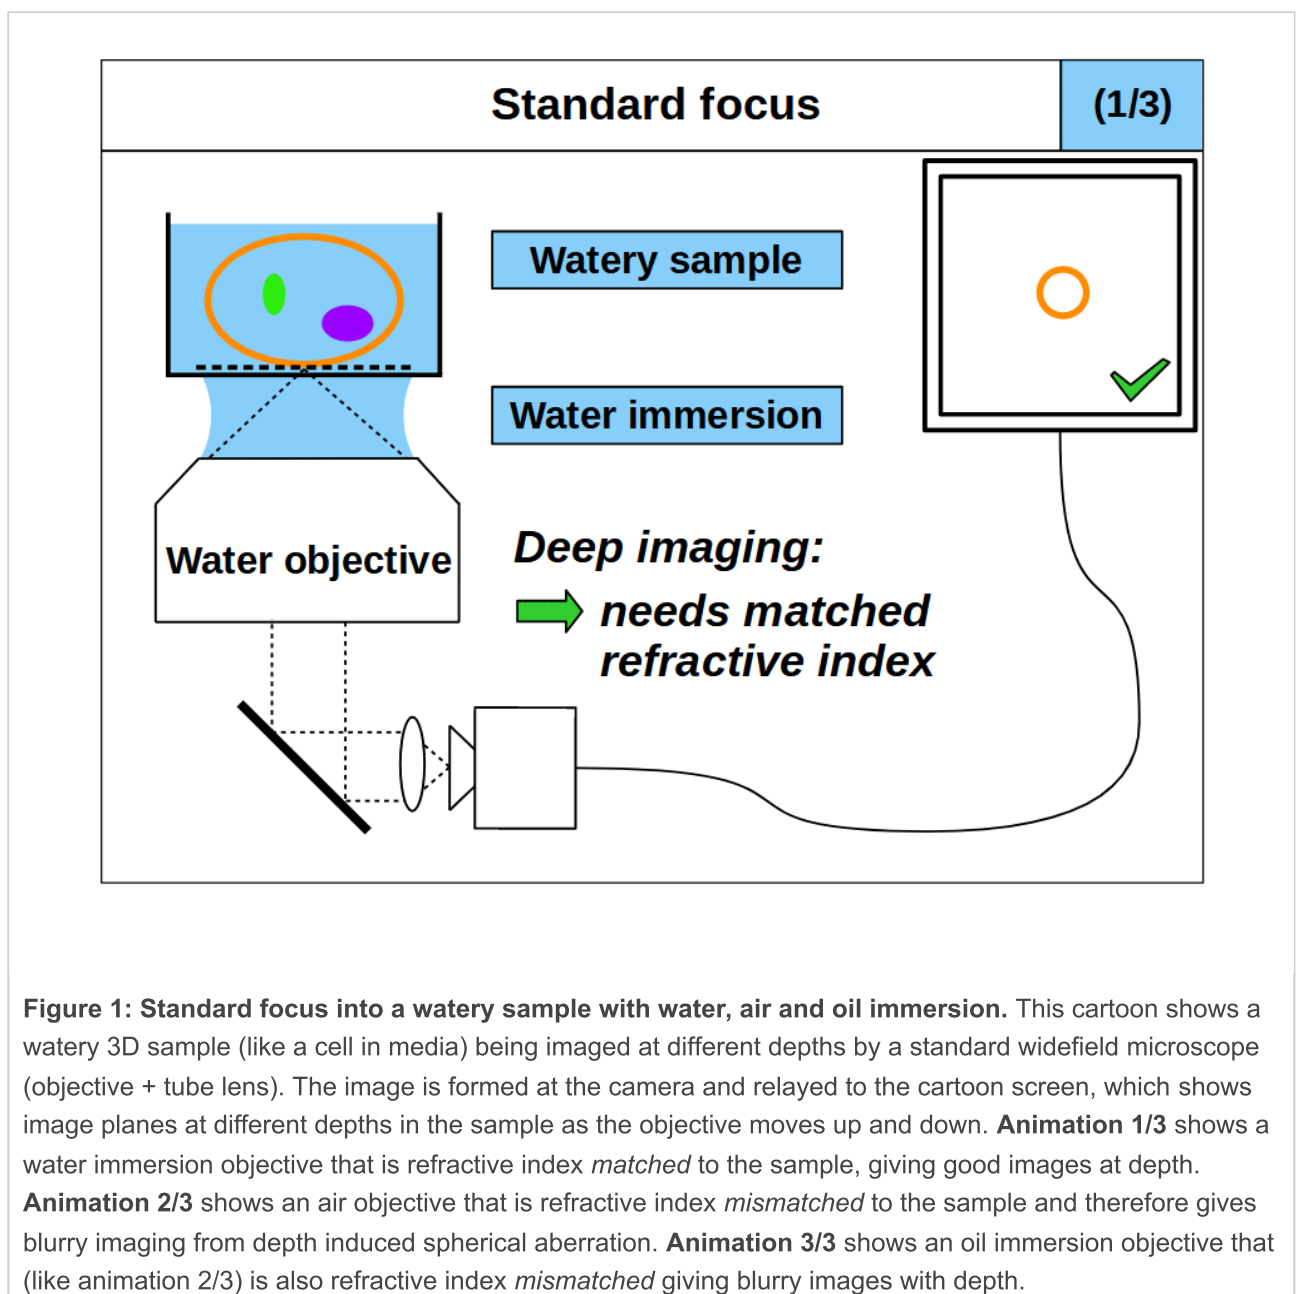 Standard focus
(1/3)
Watery sample
Water immersion
Water objective
Deep imaging:
needs matched
refractive index
Figure 1: Standard focus into a watery sample with water, air and oil immersion. This cartoon shows a
watery 3D sample (like a cell in media) being imaged at different depths by a standard widefield microscope
(objective + tube lens). The image is formed at the camera and relayed to the cartoon screen, which shows
image planes at different depths in the sample as the objective moves up and down. Animation 1/3 shows a
water immersion objective that is refractive index matched to the sample, giving good images at depth.
Animation 2/3 shows an air objective that is refractive index mismatched to the sample and therefore gives
blurry imaging from depth induced spherical aberration. Animation 3/3 shows an oil immersion objective that
(like animation 2/3) is also refractive index mismatched giving blurry images with depth.